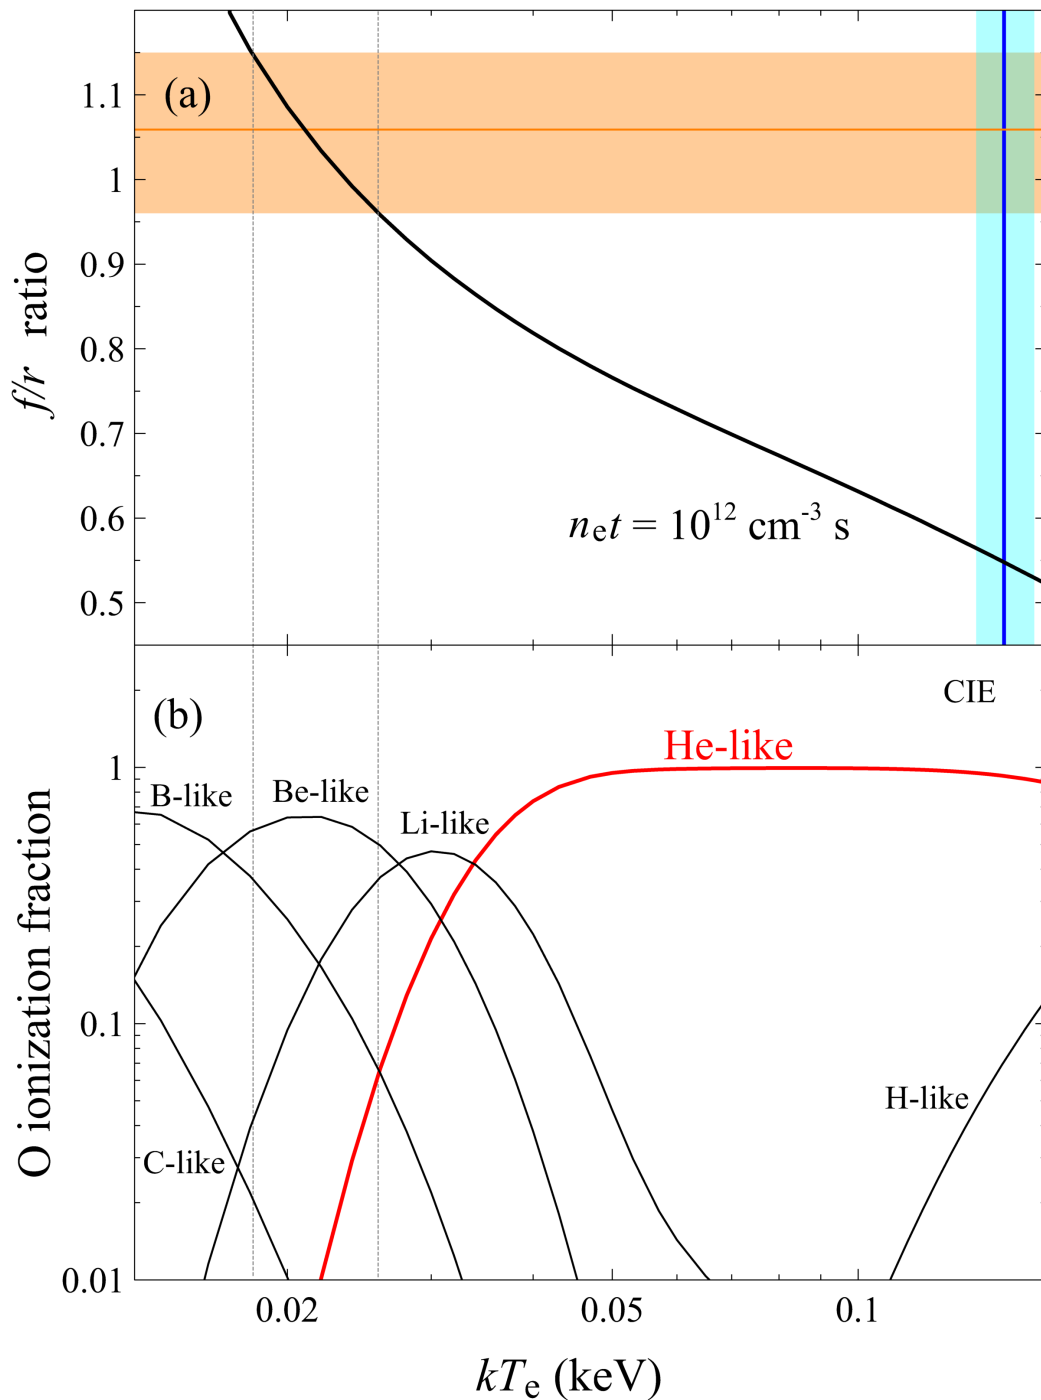 (a)
1.1
1
0.9
0.8
0.7
0.6
0.5
f/r ratio
nₑt = 10¹² cm⁻³ s
(b)
CIE
He-like
B-like
Be-like
Li-like
C-like
H-like
1
0.1
0.01
O ionization fraction
0.02
0.05
0.1
kTₑ (keV)